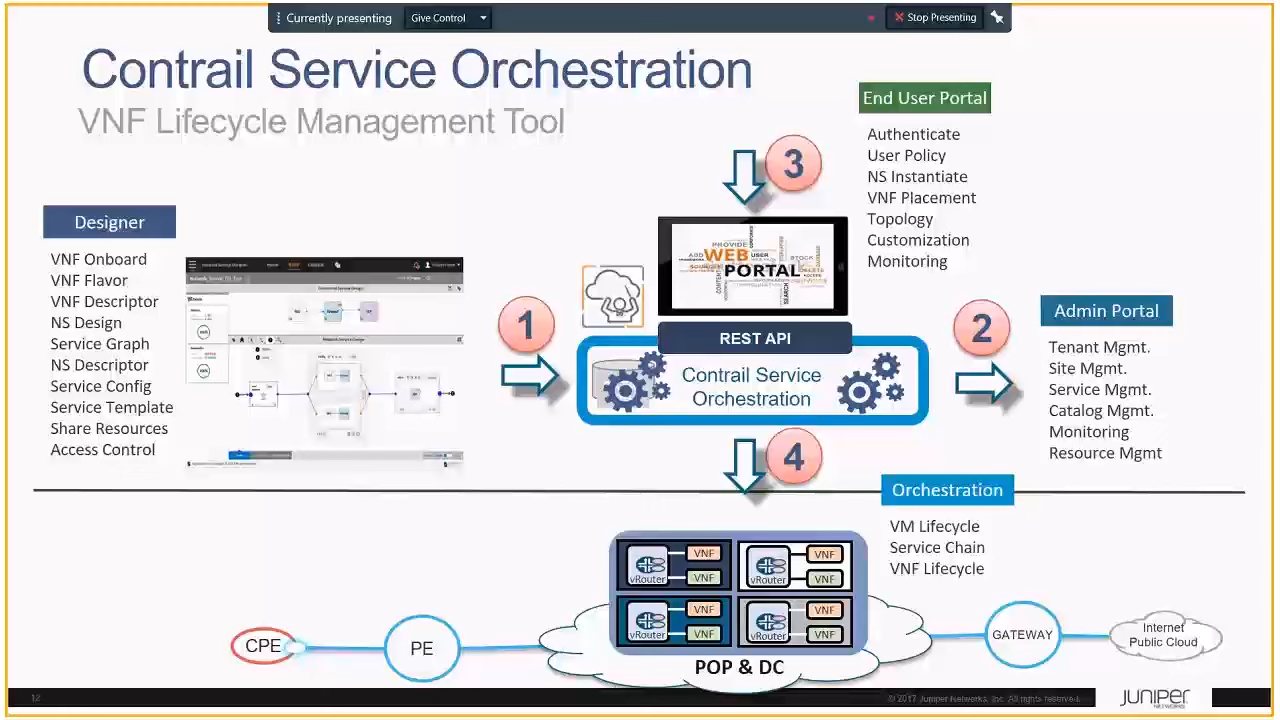 Currently presenting
Give Control
Stop Presenting
Contrail Service Orchestration
VNF Lifecycle Management Tool
End User Portal
Authenticate
User Policy
NS Instantiate
VNF Placement
Topology
Customization
Monitoring
3
Designer
VNF Onboard
VNF Flavor
VNF Descriptor
NS Design
Service Graph
NS Descriptor
Service Config
Service Template
Share Resources
Access Control
1
PROVIDE
WEB
USER
PORTAL
SEARCH
REST API
Contrail Service
Orchestration
2
Admin Portal
Tenant Mgmt.
Site Mgmt.
Service Mgmt.
Catalog Mgmt.
Monitoring
Resource Mgmt
4
Orchestration
VM Lifecycle
Service Chain
VNF Lifecycle
vRouter
VNF
VNF
vRouter
VNF
VNF
vRouter
VNF
VNF
vRouter
VNF
VNF
POP & DC
CPE
PE
GATEWAY
Internet
Public Cloud
12
© 2017 Juniper Networks, Inc. All rights reserved.
JUNIPER
NETWORKS